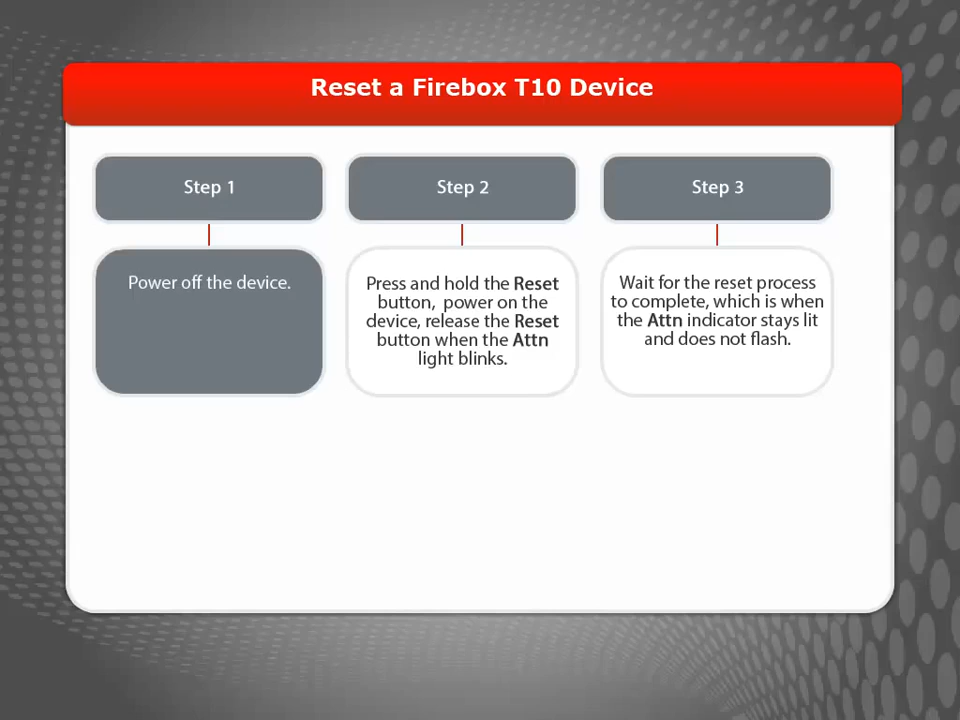 Reset a Firebox T10 Device
Step 1
Power off the device.
Step 2
Press and hold the Reset
button, power on the
device, release the Reset
button when the Attn
light blinks.
Step 3
Wait for the reset process
to complete, which is when
the Attn indicator stays lit
and does not flash.